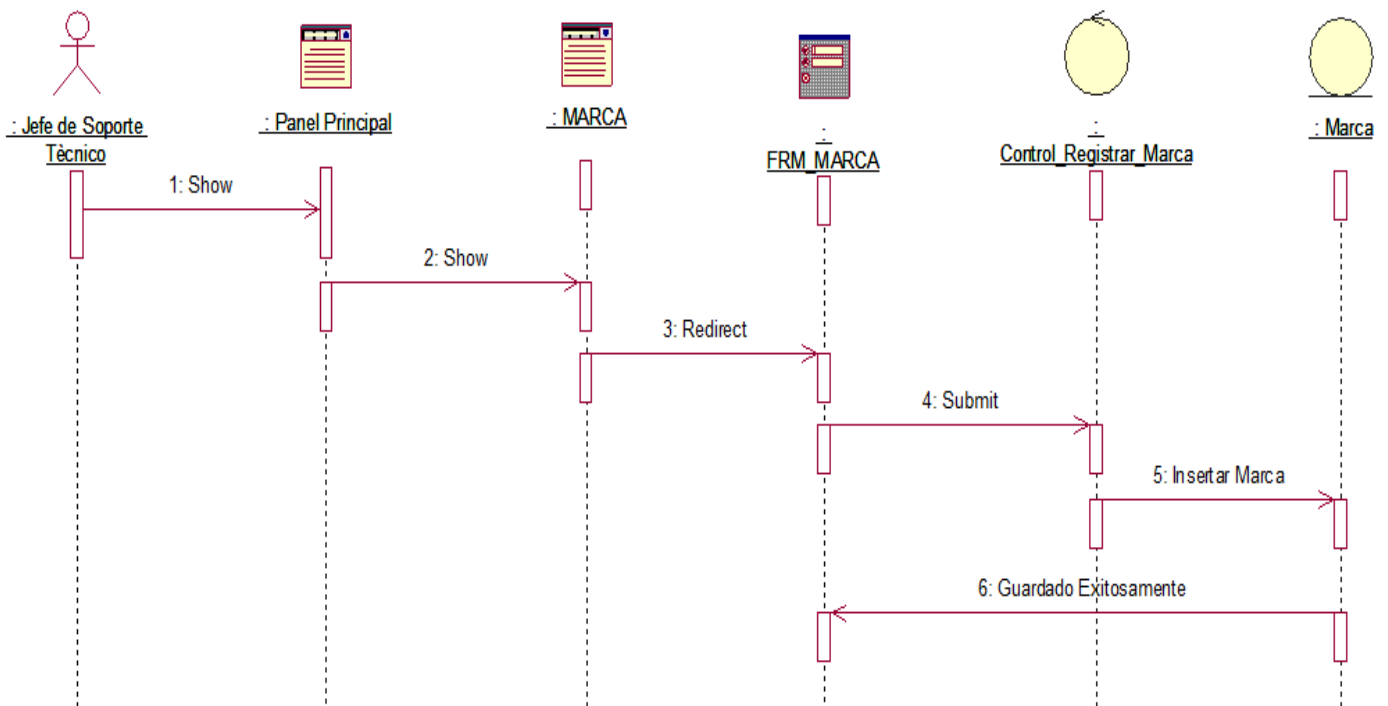 : Jefe de Soporte
Tècnico
: Panel Principal
: MARCA
:
FRM_MARCA
:
Control_Registrar_Marca
: Marca
1: Show
2: Show
3: Redirect
4: Submit
5: Insertar Marca
6: Guardado Exitosamente